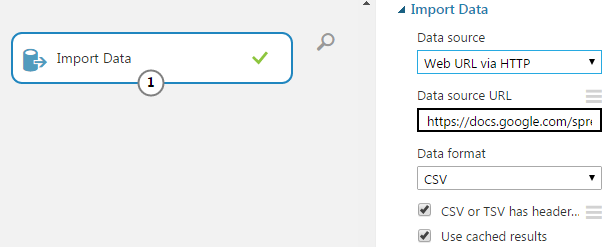 Import Data
1
Import Data
Data source
Web URL via HTTP
Data source URL
https://docs.google.com/spre
Data format
CSV
CSV or TSV has header...
Use cached results